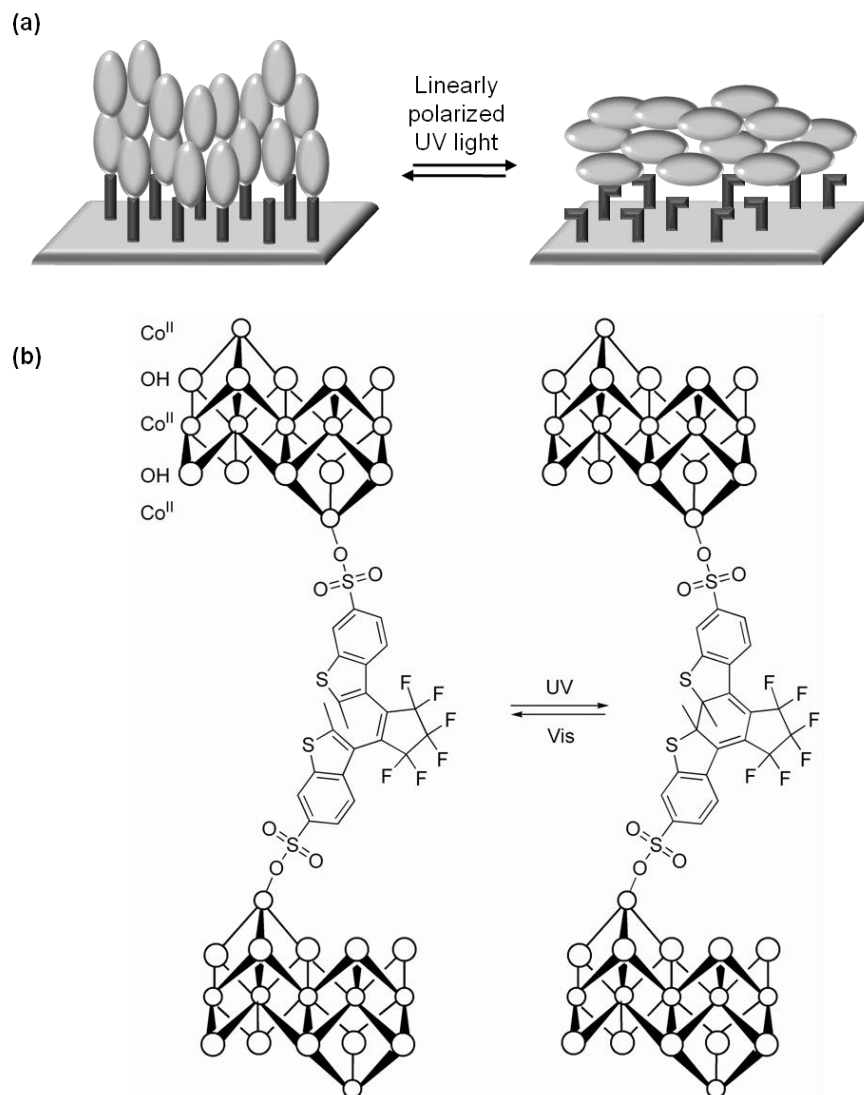 (a)
Linearly
polarized
UV light
(b)
Co^II
OH
Co^II
OH
Co^II
O
O S O
S
F F
F
F
F F
S
O
S O
O
UV
Vis
O
O S O
S
F F
F
F
F F
S
O
S O
O